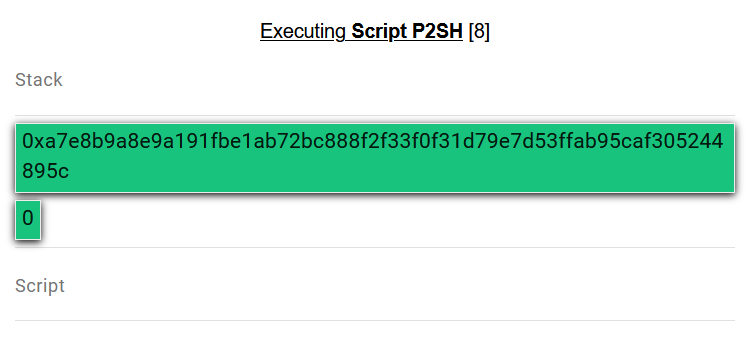 Executing Script P2SH [8]
Stack
0xa7e8b9a8e9a191fbe1ab72bc888f2f33f0f31d79e7d53ffab95caf305244
895c
0
Script